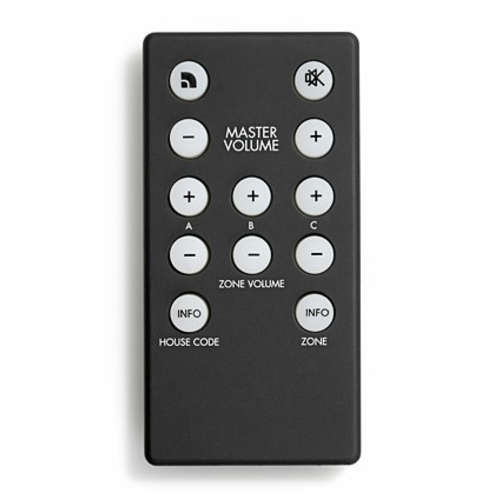 − MASTER VOLUME +
+ + +
A B C
− − −
ZONE VOLUME
INFO INFO
HOUSE CODE ZONE